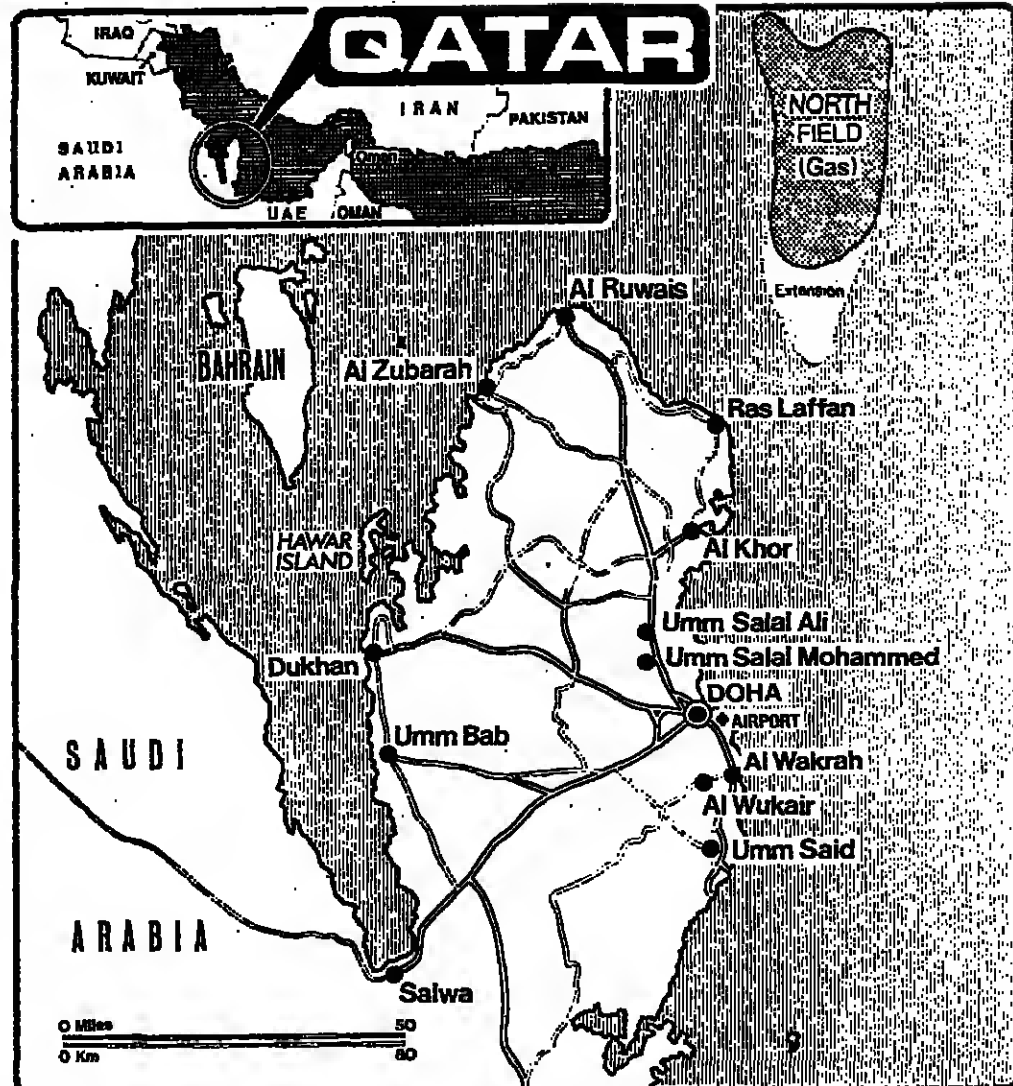 QATAR
IRAQ
KUWAIT
IRAN
PAKISTAN
SAUDI
ARABIA
Oman
UAE
OMAN
NORTH
FIELD
(Gas)
Extension
Al Ruwais
BAHRAIN
Al Zubarah
Ras Laffan
HAWAR
ISLAND
Al Khor
Umm Salal Ali
Dukhan
Umm Salal Mohammed
DOHA
AIRPORT
Umm Bab
SAUDI
Al Wakrah
Al Wukair
Umm Said
ARABIA
Salwa
0 Miles 50
0 Km 80